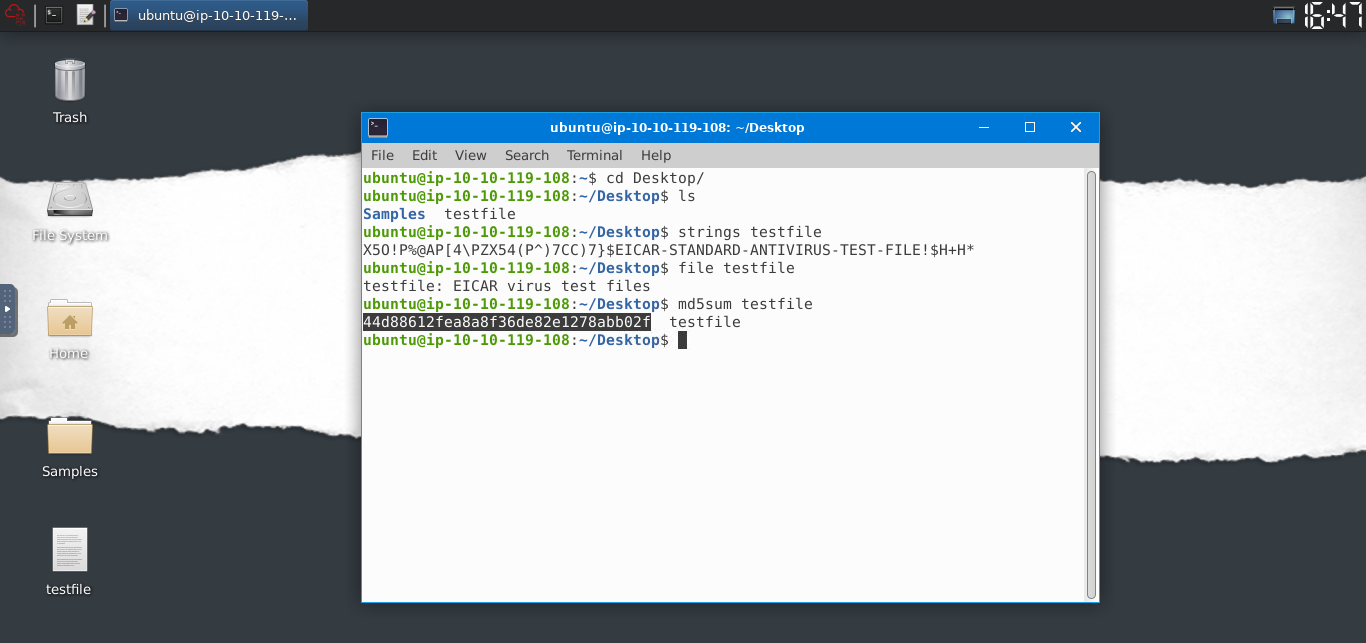 ubuntu@ip-10-10-119-...
16:47
Trash
File System
Home
Samples
testfile
ubuntu@ip-10-10-119-108: ~/Desktop
File Edit View Search Terminal Help
ubuntu@ip-10-10-119-108:~$ cd Desktop/
ubuntu@ip-10-10-119-108:~/Desktop$ ls
Samples  testfile
ubuntu@ip-10-10-119-108:~/Desktop$ strings testfile
X5O!P%@AP[4\PZX54(P^)7CC)7}$EICAR-STANDARD-ANTIVIRUS-TEST-FILE!$H+H*
ubuntu@ip-10-10-119-108:~/Desktop$ file testfile
testfile: EICAR virus test files
ubuntu@ip-10-10-119-108:~/Desktop$ md5sum testfile
44d88612fea8a8f36de82e1278abb02f  testfile
ubuntu@ip-10-10-119-108:~/Desktop$